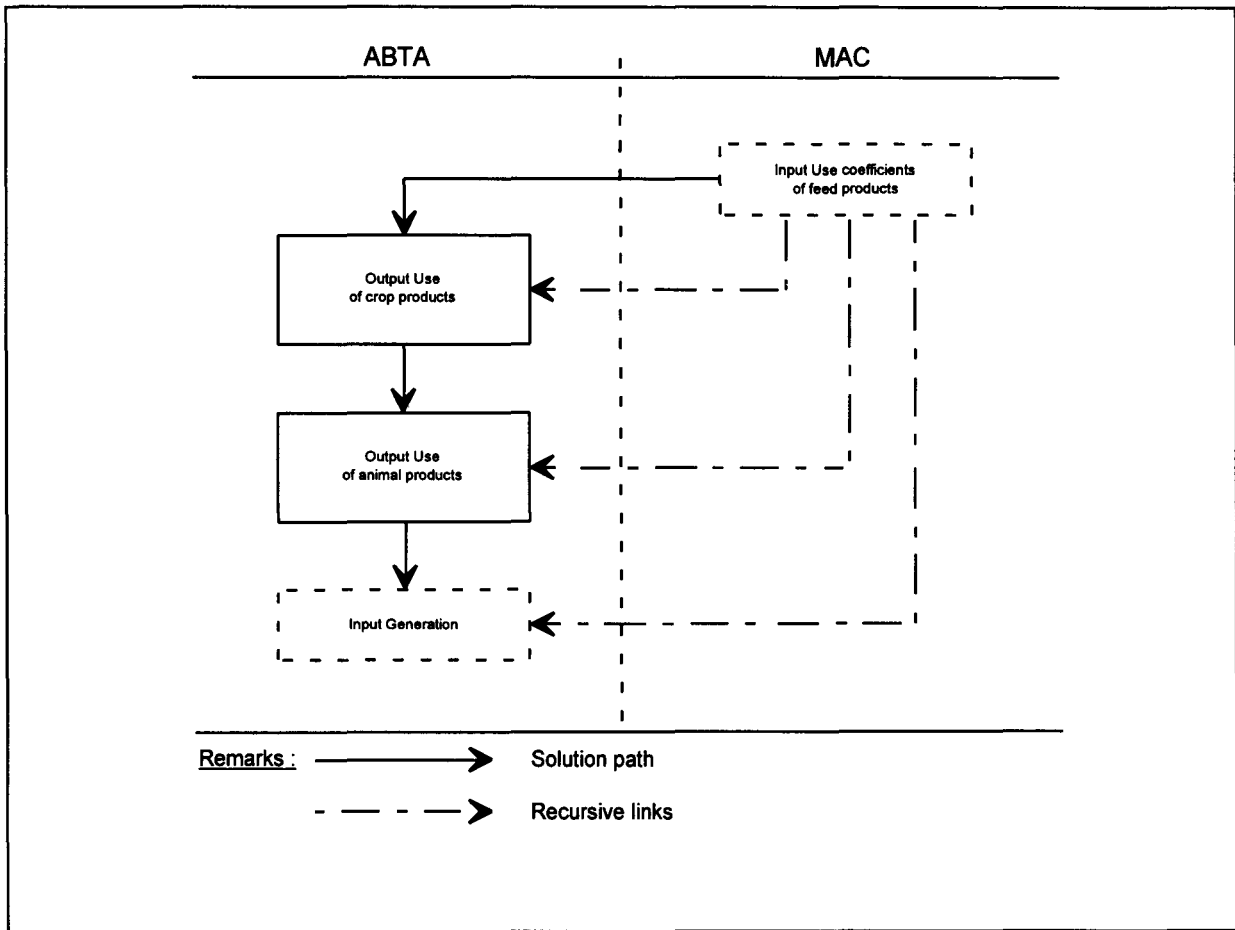 ABTA
MAC
Input Use coefficients
of feed products
Output Use
of crop products
Output Use
of animal products
Input Generation
Remarks :
Solution path
Recursive links